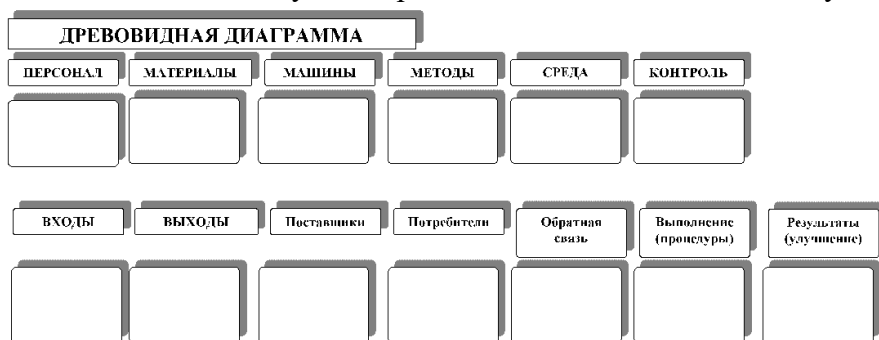 ДРЕВОВИДНАЯ ДИАГРАММА
ПЕРСОНАЛ МАТЕРИАЛЫ МАШИНЫ МЕТОДЫ СРЕДА КОНТРОЛЬ
ВХОДЫ ВЫХОДЫ Поставщики Потребители Обратная связь Выполнение (процедуры) Результаты (улучшение)